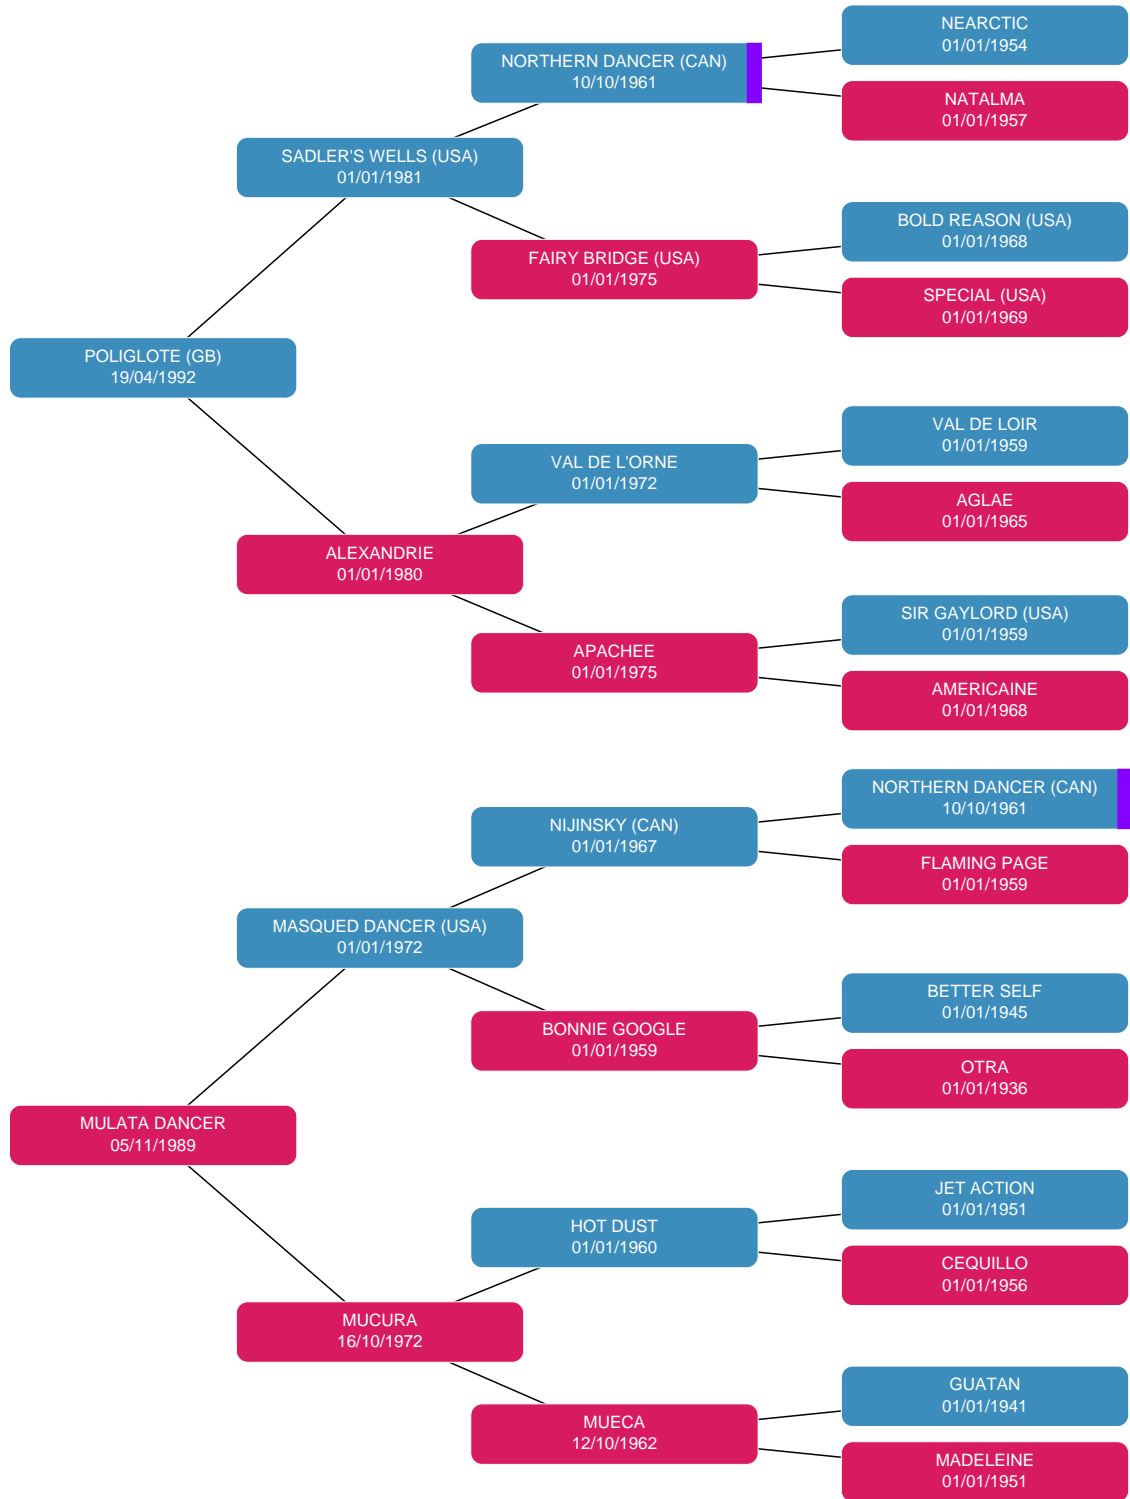 NEARCTIC
01/01/1954
NORTHERN DANCER (CAN)
10/10/1961
NATALMA
01/01/1957
SADLER'S WELLS (USA)
01/01/1981
BOLD REASON (USA)
01/01/1968
FAIRY BRIDGE (USA)
01/01/1975
SPECIAL (USA)
01/01/1969
POLIGLOTE (GB)
19/04/1992
VAL DE LOIR
01/01/1959
VAL DE L'ORNE
01/01/1972
AGLAE
01/01/1965
ALEXANDRIE
01/01/1980
SIR GAYLORD (USA)
01/01/1959
APACHEE
01/01/1975
AMERICAINE
01/01/1968
NORTHERN DANCER (CAN)
10/10/1961
NIJINSKY (CAN)
01/01/1967
FLAMING PAGE
01/01/1959
MASQUED DANCER (USA)
01/01/1972
BETTER SELF
01/01/1945
BONNIE GOOGLE
01/01/1959
OTRA
01/01/1936
MULATA DANCER
05/11/1989
JET ACTION
01/01/1951
HOT DUST
01/01/1960
CEQUILLO
01/01/1956
MUCURA
16/10/1972
GUATAN
01/01/1941
MUECA
12/10/1962
MADELEINE
01/01/1951